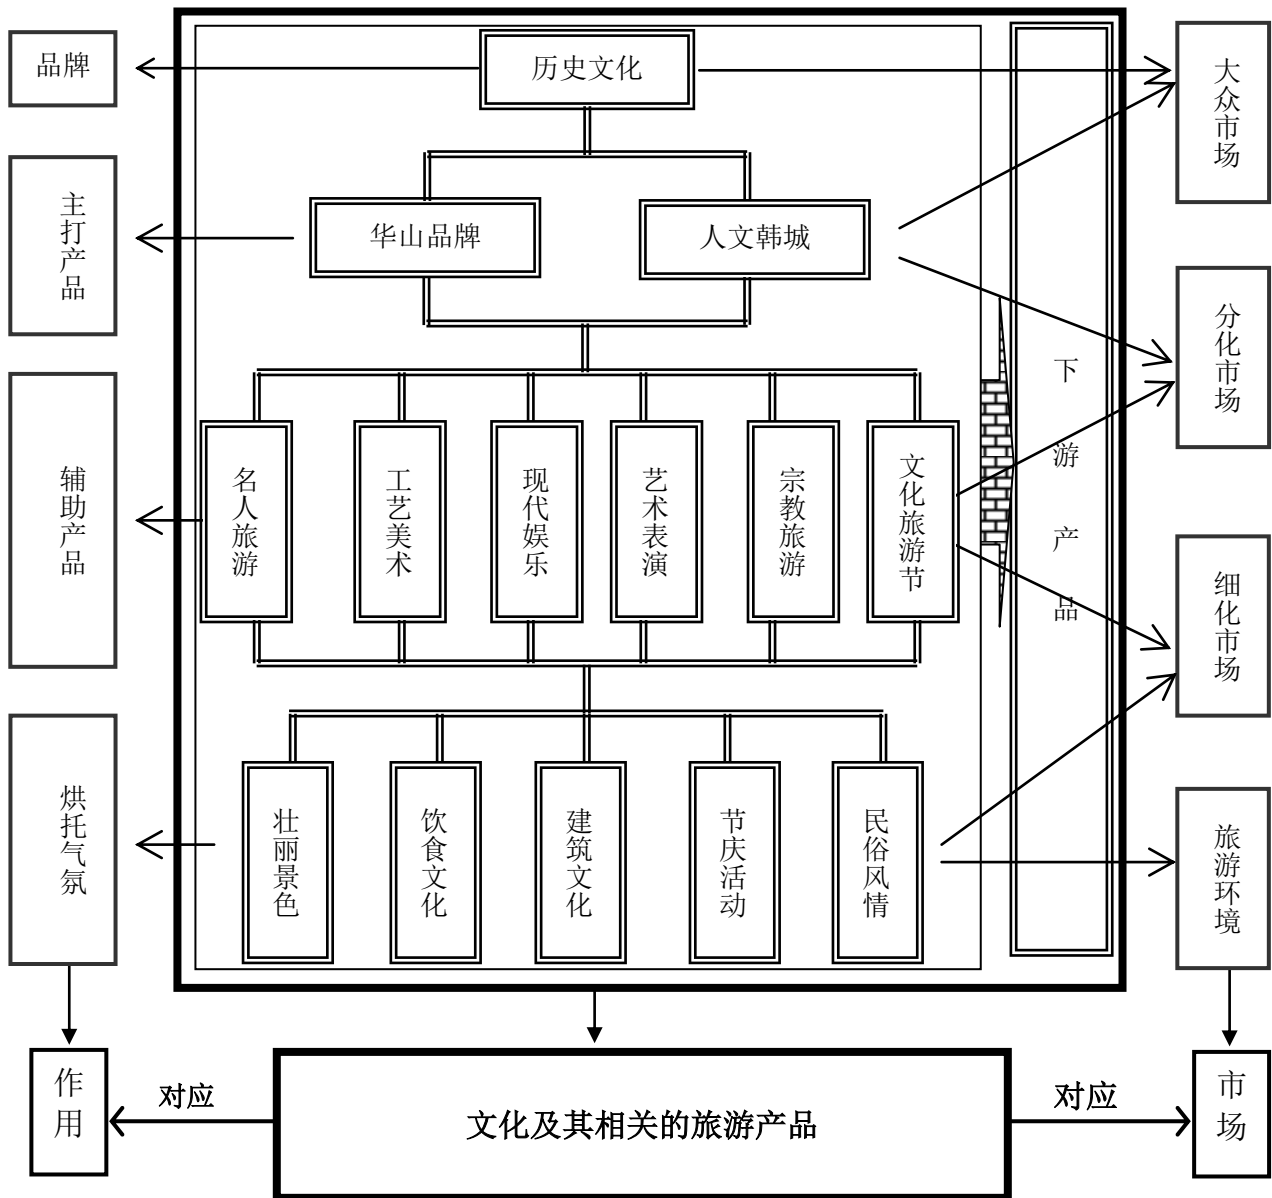 品牌
历史文化
大众市场
主打产品
华山品牌
人文韩城
分化市场
下游产品
辅助产品
名人旅游
工艺美术
现代娱乐
艺术表演
宗教旅游
文化旅游节
细化市场
烘托气氛
壮丽景色
饮食文化
建筑文化
节庆活动
民俗风情
旅游环境
作用
对应
文化及其相关的旅游产品
对应
市场